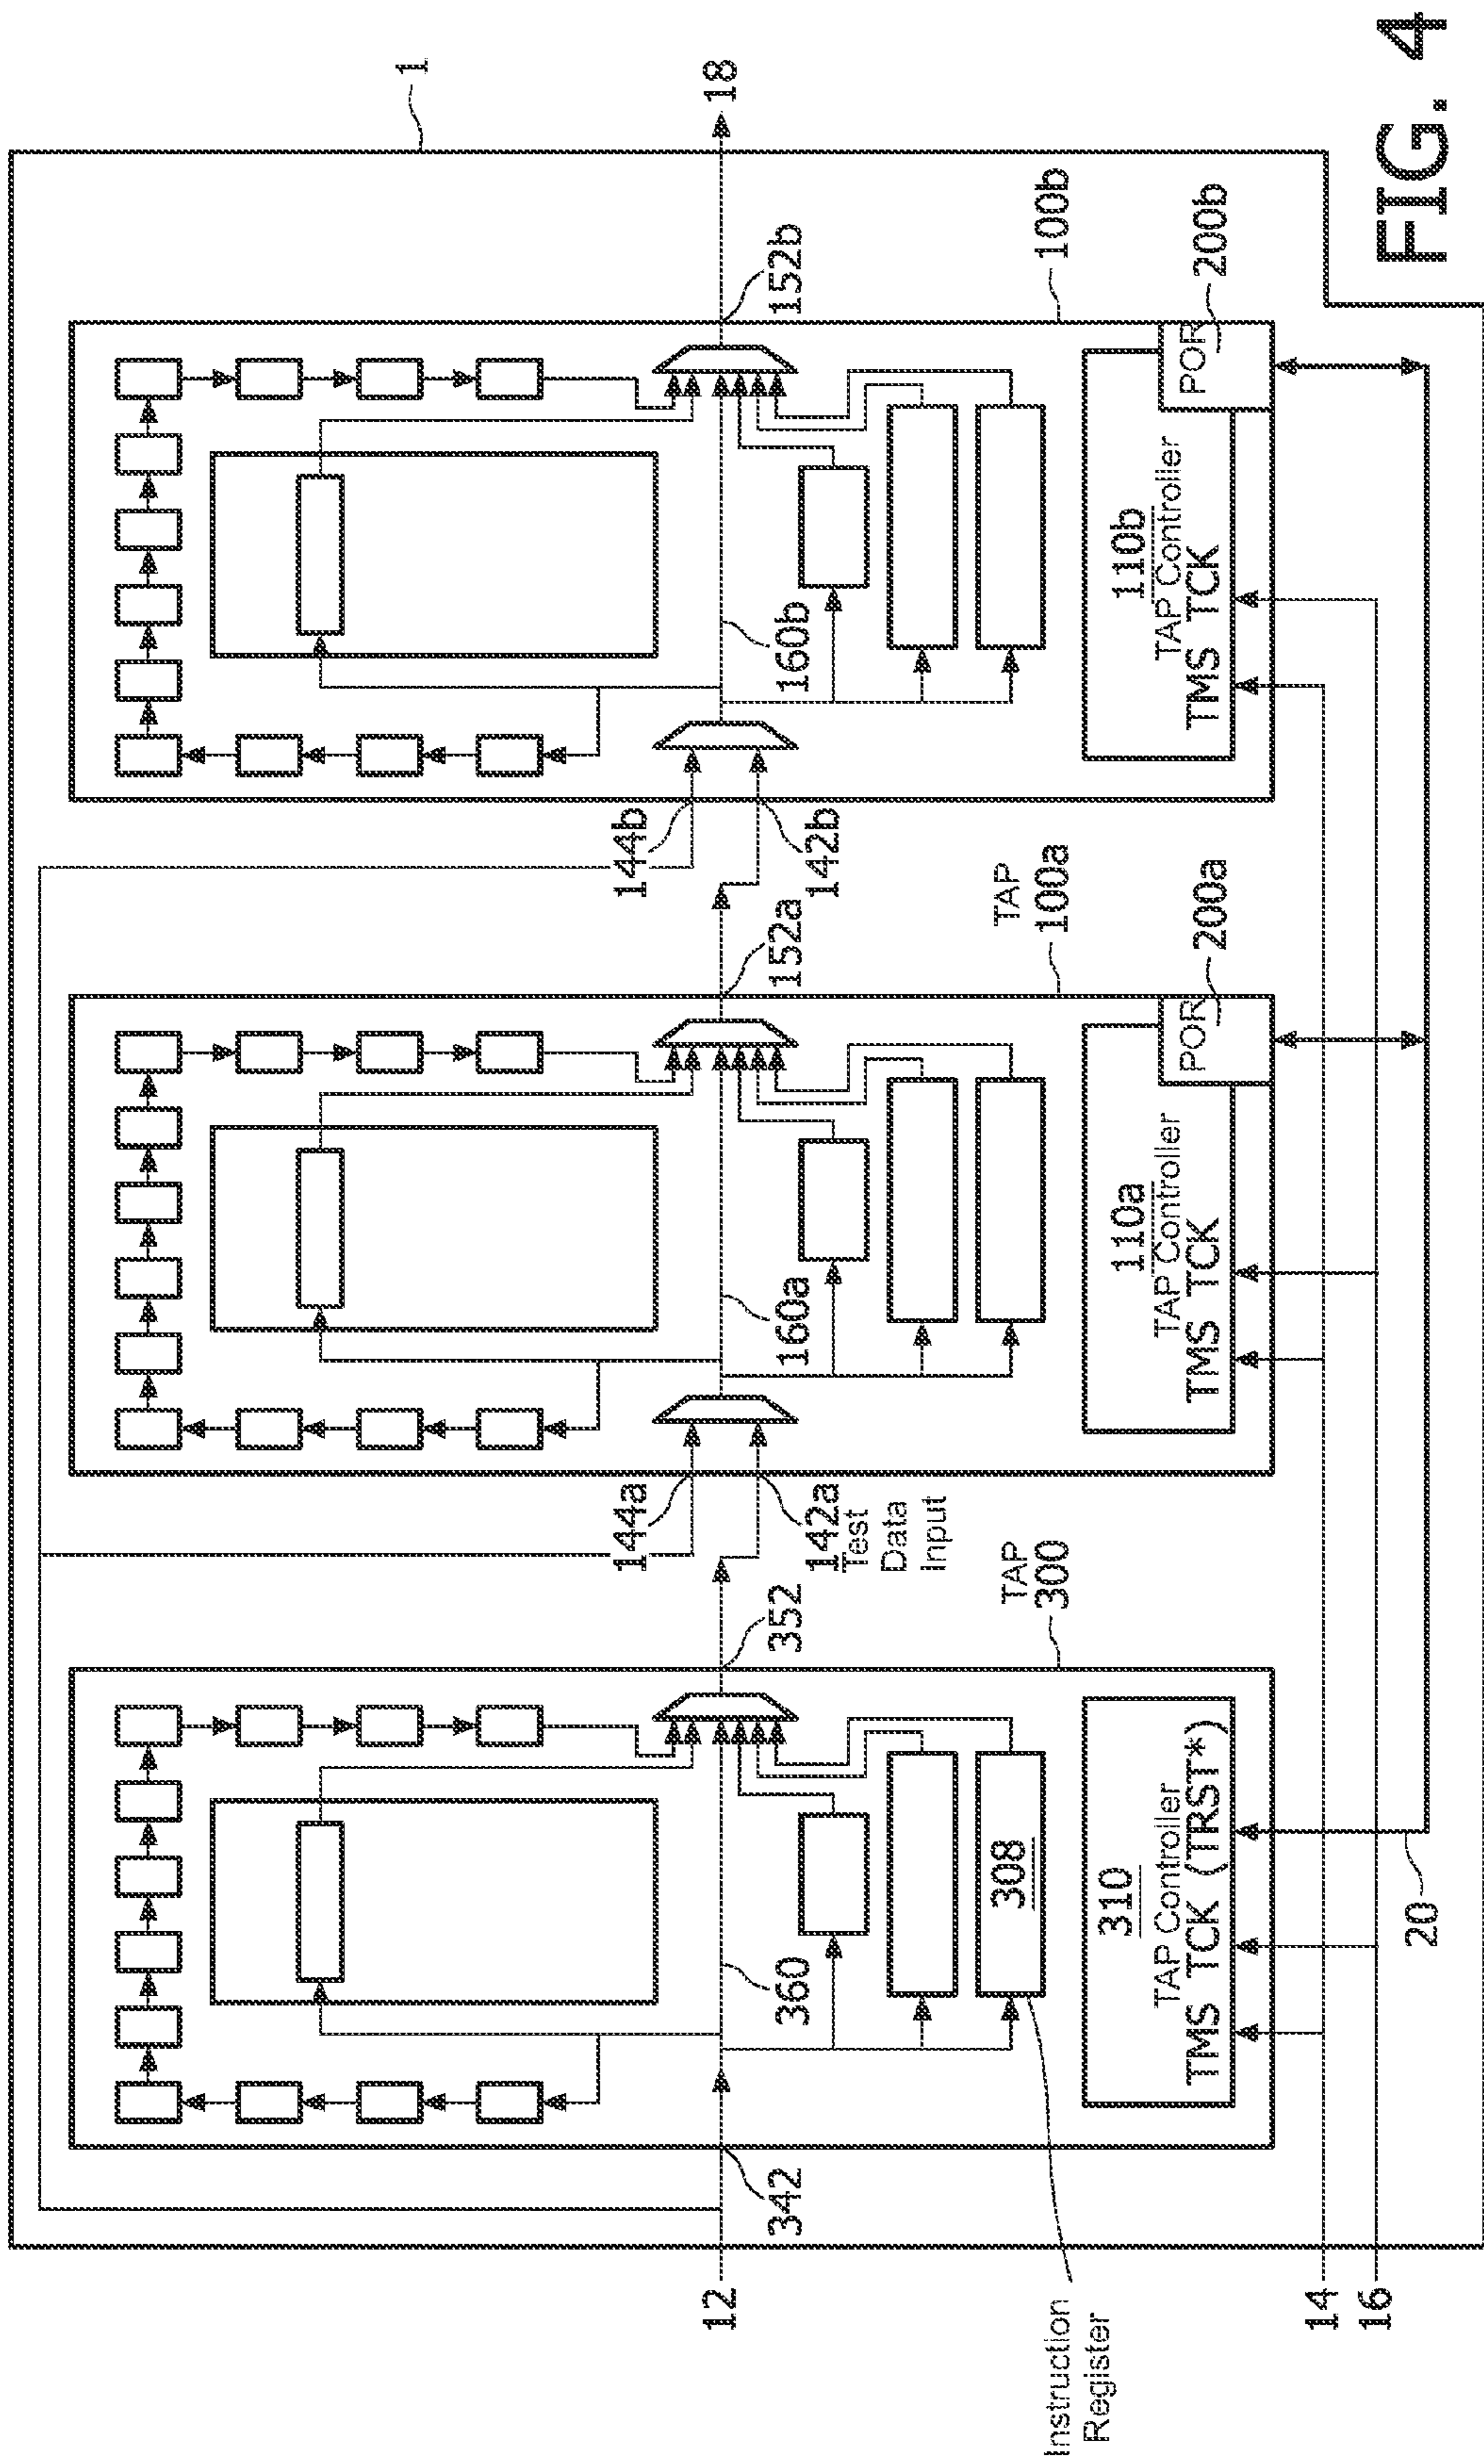 1
18
12
342
360
352
144a
142a
Test
Data
Input
160a
152a
144b
142b
160b
152b
308
Instruction
Register
TAP
300
TAP
100a
100b
310
TAP Controller
TMS TCK (TRST*)
110a
TAP Controller
TMS TCK
POR
200a
110b
TAP Controller
TMS TCK
POR
200b
14
16
20
FIG. 4